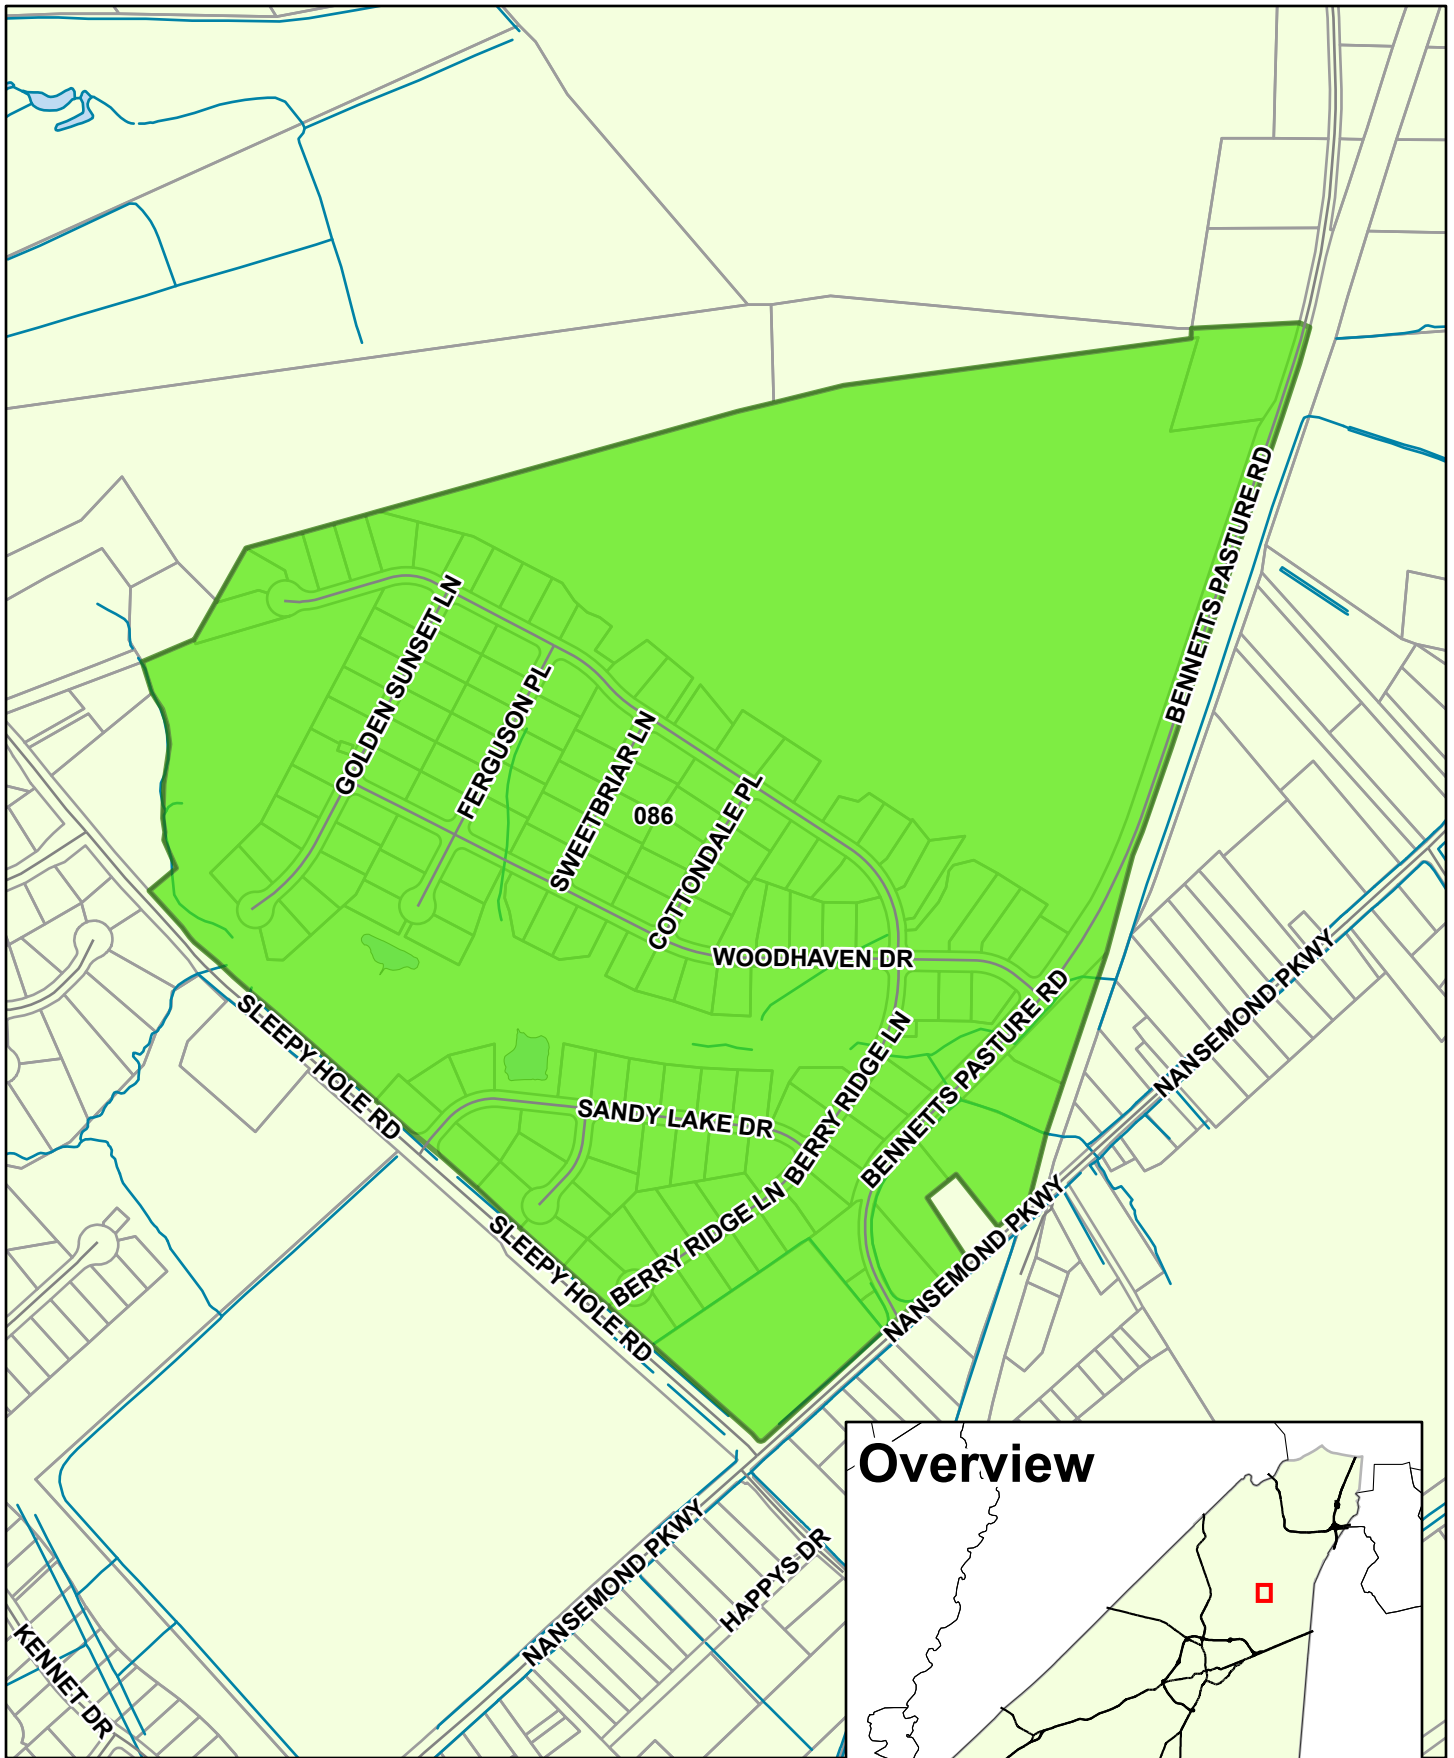 BENNETTS PASTURE RD
GOLDEN SUNSET LN
FERGUSON PL
SWEETBRIAR LN
086
COTTONDALE PL
WOODHAVEN DR
NANSEMOND PKWY
SLEEPY HOLE RD
BENNETTS PASTURE RD
BERRY RIDGE LN
SANDY LAKE DR
BERRY RIDGE LN
SLEEPY HOLE RD
NANSEMOND PKWY
Overview
NANSEMOND PKWY
HAPPYS DR
KENNET DR